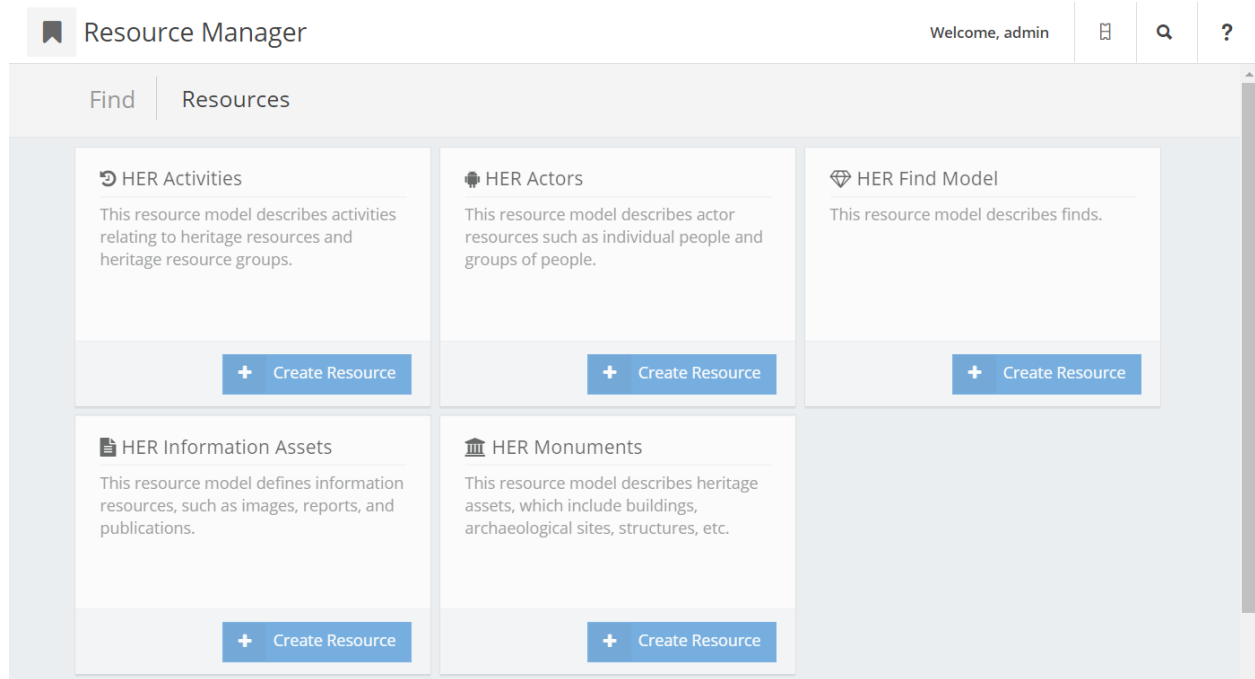 Resource Manager
Welcome, admin
?
Find
Resources
HER Activities
This resource model describes activities
relating to heritage resources and
heritage resource groups.
+ Create Resource
HER Actors
This resource model describes actor
resources such as individual people and
groups of people.
+ Create Resource
HER Find Model
This resource model describes finds.
+ Create Resource
HER Information Assets
This resource model defines information
resources, such as images, reports, and
publications.
+ Create Resource
HER Monuments
This resource model describes heritage
assets, which include buildings,
archaeological sites, structures, etc.
+ Create Resource